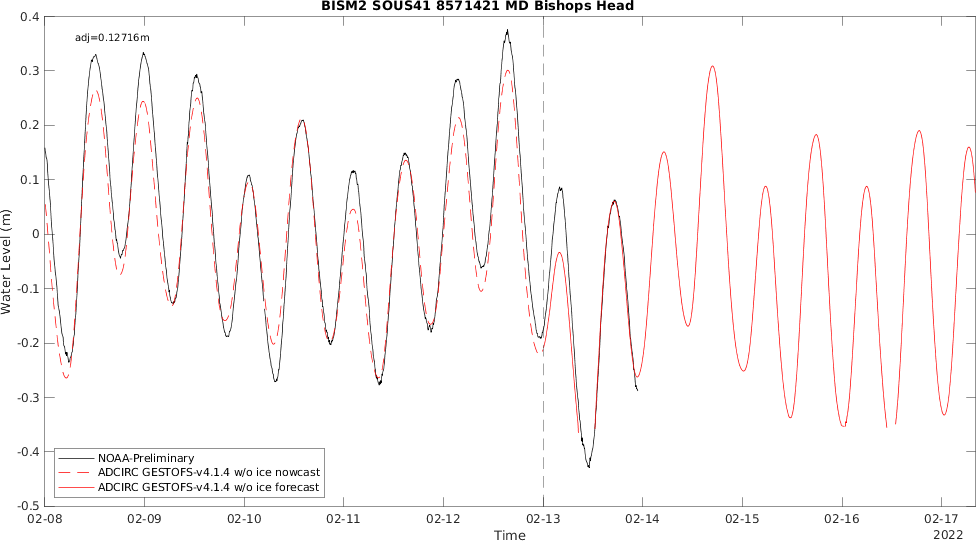 BISM2 SOUS41 8571421 MD Bishops Head
adj=0.12716m
0.4
0.3
0.2
0.1
0
-0.1
-0.2
-0.3
-0.4
-0.5
Water Level (m)
NOAA-Preliminary
ADCIRC GESTOFS-v4.1.4 w/o ice nowcast
ADCIRC GESTOFS-v4.1.4 w/o ice forecast
02-08 02-09 02-10 02-11 02-12 02-13 02-14 02-15 02-16 02-17
Time
2022